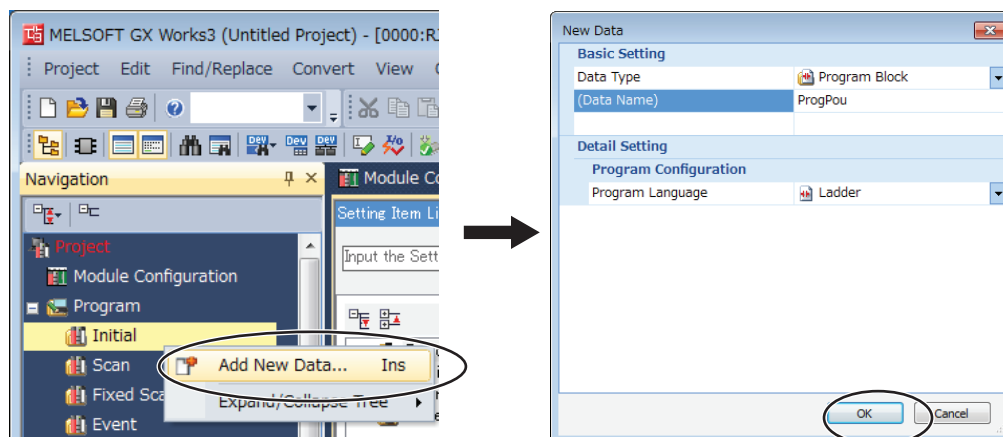 MELSOFT GX Works3 (Untitled Project) - [0000:R
Project Edit Find/Replace Convert View
Navigation
Module Co
Setting Item Li
Project
Input the Sett
Module Configuration
Program
Initial
Scan
Add New Data... Ins
Fixed Sca
Expand/Collapse Tree
Event
New Data
Basic Setting
Data Type Program Block
(Data Name) ProgPou
Detail Setting
Program Configuration
Program Language Ladder
OK Cancel